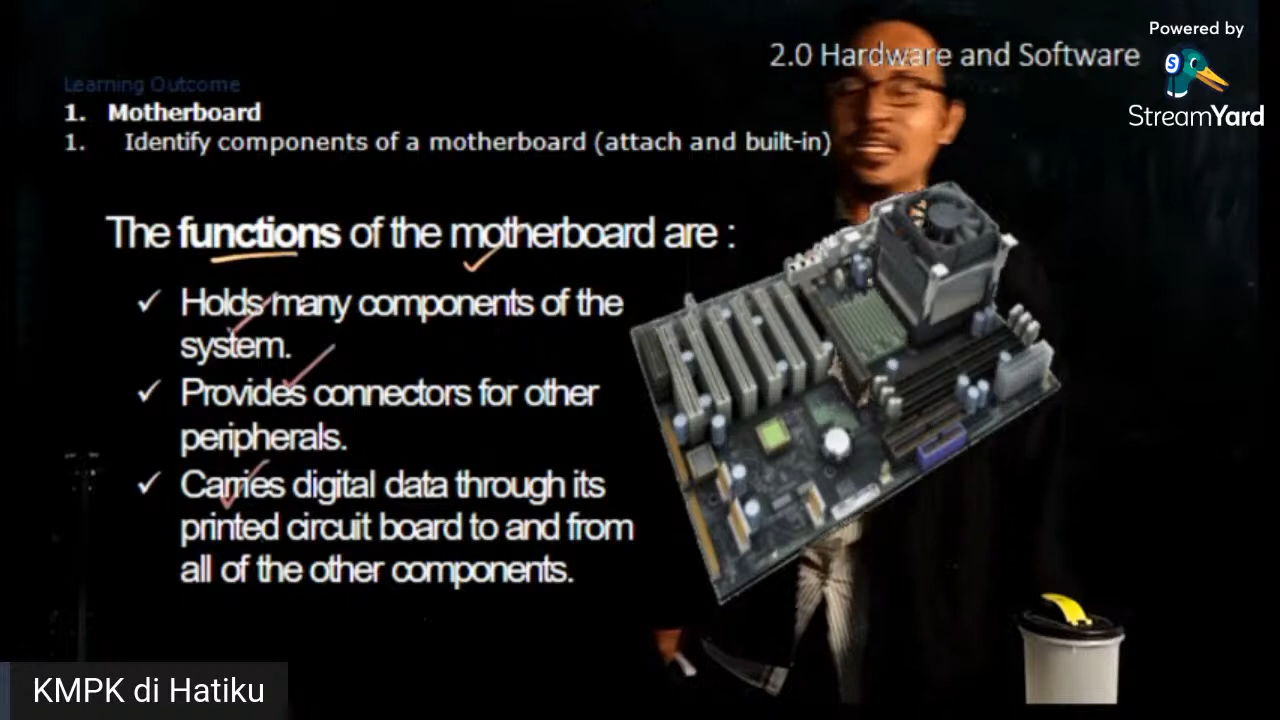 2.0 Hardware and Software
Powered by
StreamYard
Learning Outcome
1. Motherboard
1. Identify components of a motherboard (attach and built-in)
The functions of the motherboard are :
✓ Holds many components of the
system.
✓ Provides connectors for other
peripherals.
✓ Carries digital data through its
printed circuit board to and from
all of the other components.
KMPK di Hatiku